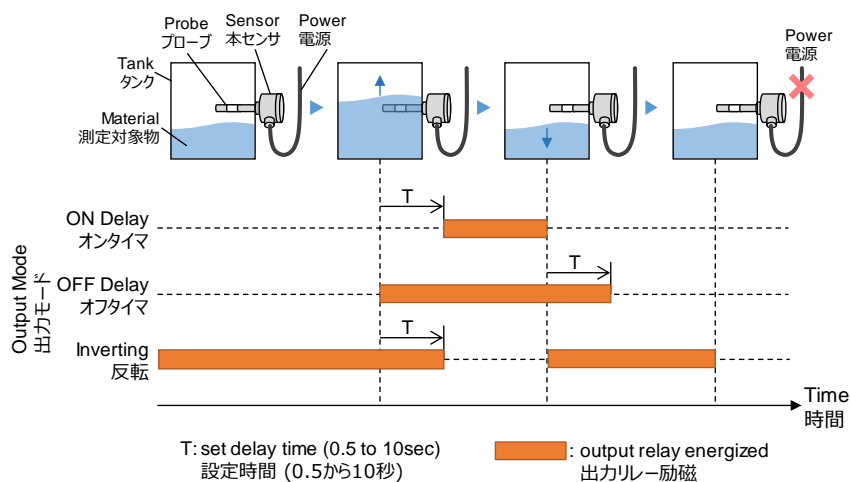 Probe
プローブ
Sensor
本センサ
Power
電源
Power
電源
Tank
タンク
Material
測定対象物
Output Mode
出力モード
ON Delay
オンタイマ
T
OFF Delay
オフタイマ
T
Inverting
反転
T
Time
時間
T: set delay time (0.5 to 10sec)
設定時間 (0.5から10秒)
: output relay energized
出力リレー励磁